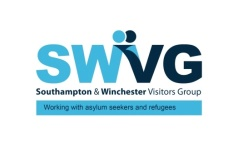 SWVG
Southampton & Winchester Visitors Group
Working with asylum seekers and refugees